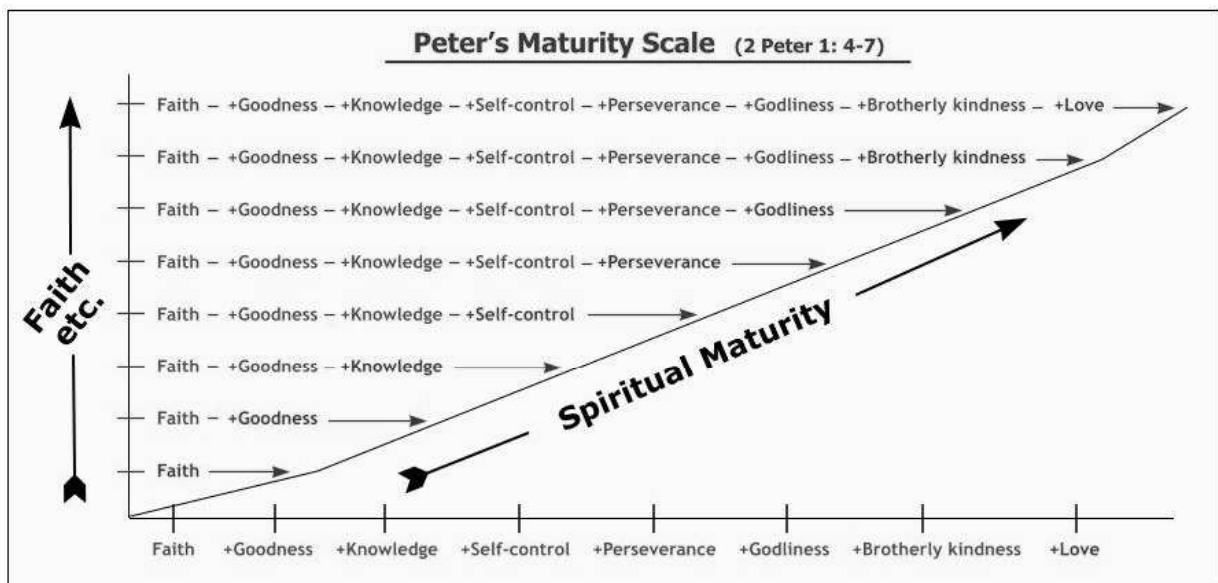 Peter's Maturity Scale (2 Peter 1: 4-7)
Faith – +Goodness – +Knowledge – +Self-control – +Perseverance – +Godliness – +Brotherly kindness – +Love
Faith – +Goodness – +Knowledge – +Self-control – +Perseverance – +Godliness – +Brotherly kindness
Faith – +Goodness – +Knowledge – +Self-control – +Perseverance – +Godliness
Faith – +Goodness – +Knowledge – +Self-control – +Perseverance
Faith – +Goodness – +Knowledge – +Self-control
Faith – +Goodness – +Knowledge
Faith – +Goodness
Faith
Faith
etc.
Spiritual Maturity
Faith +Goodness +Knowledge +Self-control +Perseverance +Godliness +Brotherly kindness +Love